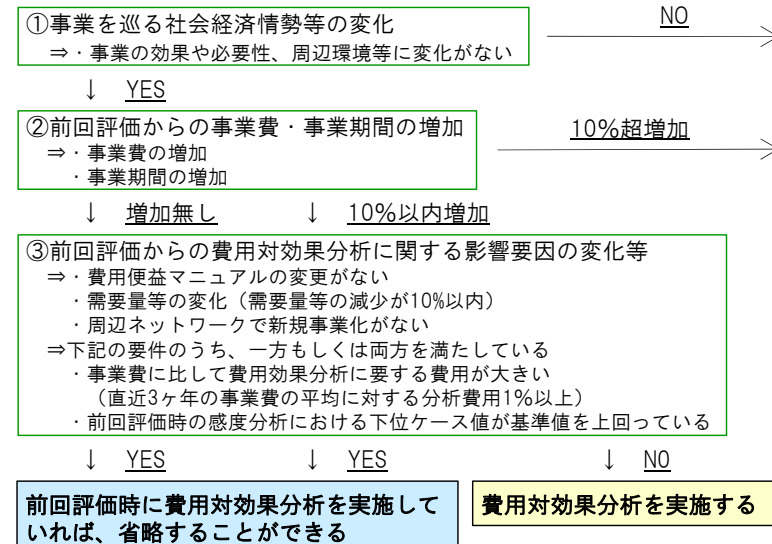 ①事業を巡る社会経済情勢等の変化
⇒・事業の効果や必要性、周辺環境等に変化がない
NO
↓ YES
②前回評価からの事業費・事業期間の増加
⇒・事業費の増加
・事業期間の増加
10%超増加
↓ 増加無し ↓ 10%以内増加
③前回評価からの費用対効果分析に関する影響要因の変化等
⇒・費用便益マニュアルの変更がない
・需要量等の変化（需要量等の減少が10%以内）
・周辺ネットワークで新規事業化がない
⇒下記の要件のうち、一方もしくは両方を満たしている
・事業費に比して費用効果分析に要する費用が大きい
（直近3ヶ年の事業費の平均に対する分析費用1%以上）
・前回評価時の感度分析における下位ケース値が基準値を上回っている
↓ YES ↓ YES ↓ NO
前回評価時に費用対効果分析を実施して
いれば、省略することができる
費用対効果分析を実施する